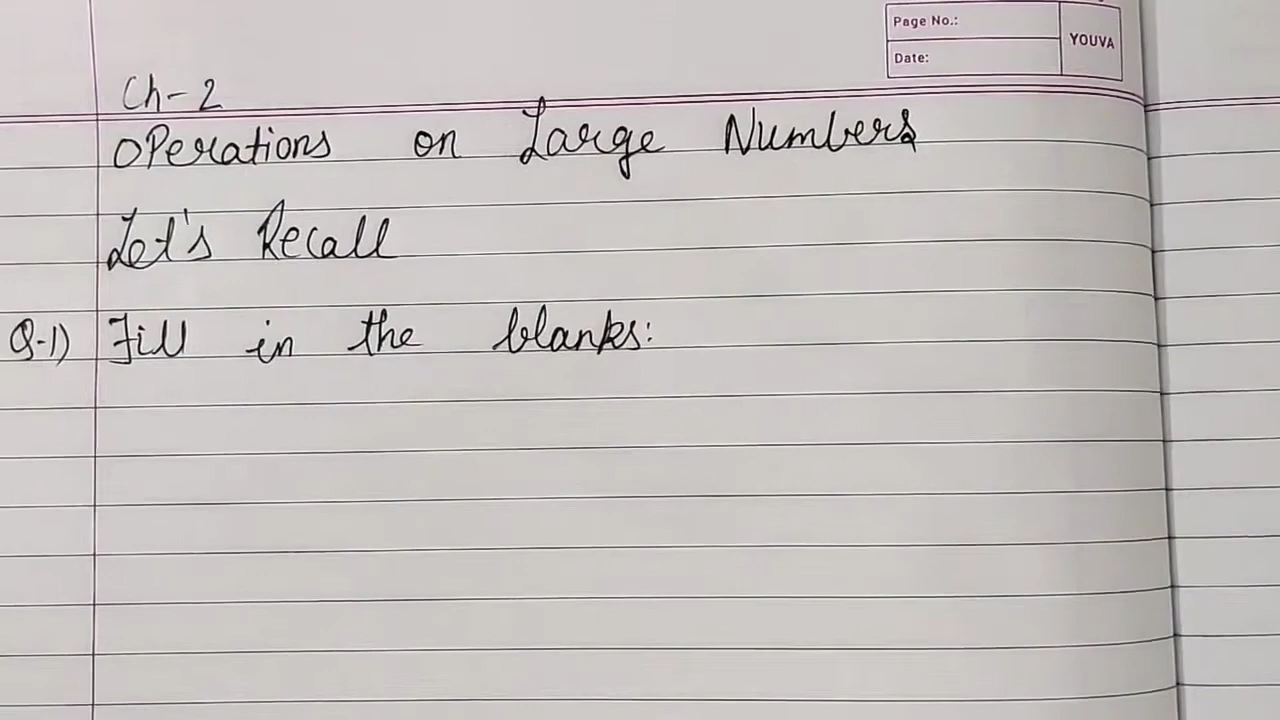 Page No.:
YOUVA
Date:
Ch-2
Operations on Large Numbers
Let's Recall
Q-1) Fill in the blanks: